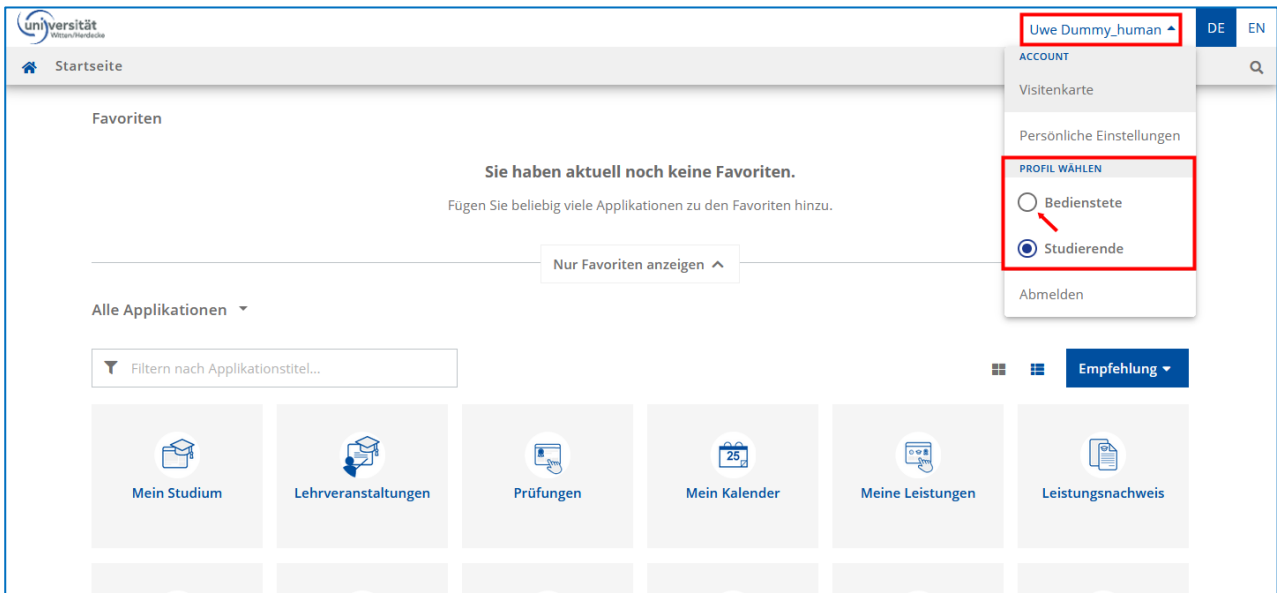 universität
Witten/Herdecke
Uwe Dummy_human
DE
EN
Startseite
ACCOUNT
Visitenkarte
Persönliche Einstellungen
PROFIL WÄHLEN
Bedienstete
Studierende
Abmelden
Favoriten
Sie haben aktuell noch keine Favoriten.
Fügen Sie beliebig viele Applikationen zu den Favoriten hinzu.
Nur Favoriten anzeigen
Alle Applikationen
Filtern nach Applikationstitel...
Empfehlung
25
Mein Studium
Lehrveranstaltungen
Prüfungen
Mein Kalender
Meine Leistungen
Leistungsnachweis